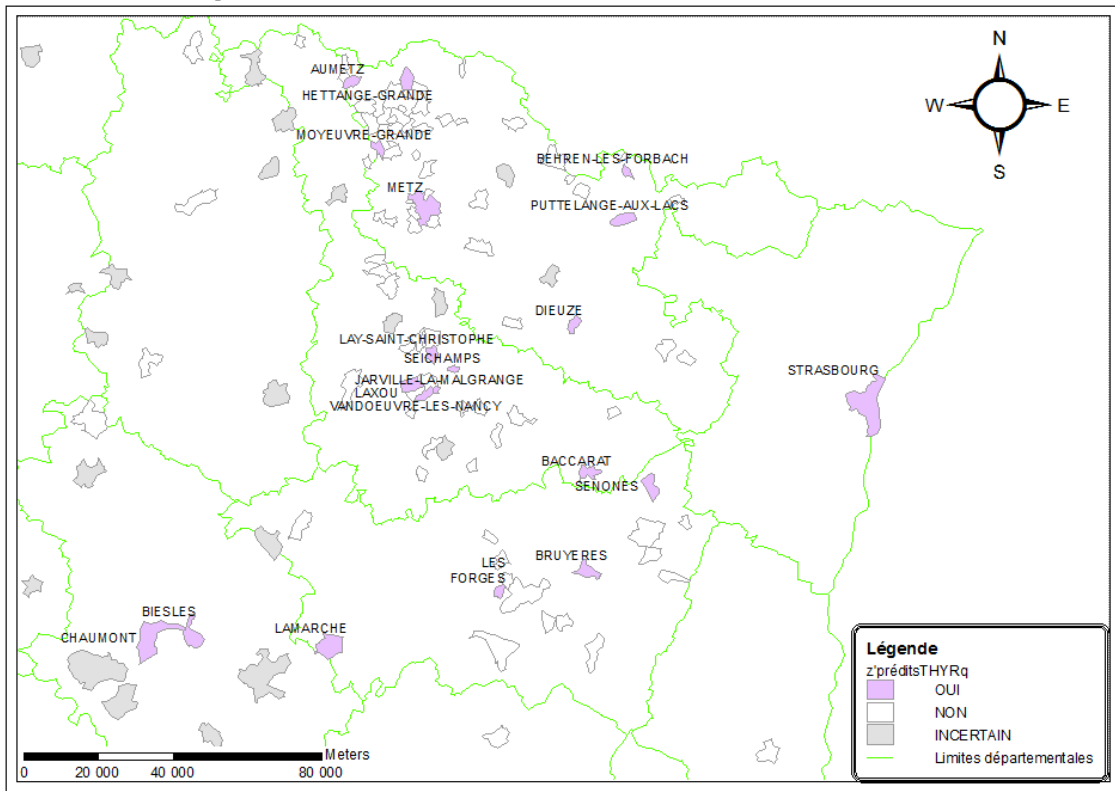 N
W
E
S
AUMETZ
HETTANGE-GRANDE
MOYEUVRE-GRANDE
BEHREN-LES-FORBACH
METZ
PUTTELANGE-AUX-LACS
DIEUZE
LAY-SAINT-CHRISTOPHE
SEICHAMPS
STRASBOURG
JARVILLE-LA-MALGRANGE
LAXOU
VANDOEUVRE-LES-NANCY
BACCARAT
SENONES
LES
FORGES
BRUYERES
BIESLES
CHAUMONT
LAMARCHE
Légende
z'préditsTHYRq
OUI
NON
INCERTAIN
Limites départementales
Meters
0 20 000 40 000 80 000